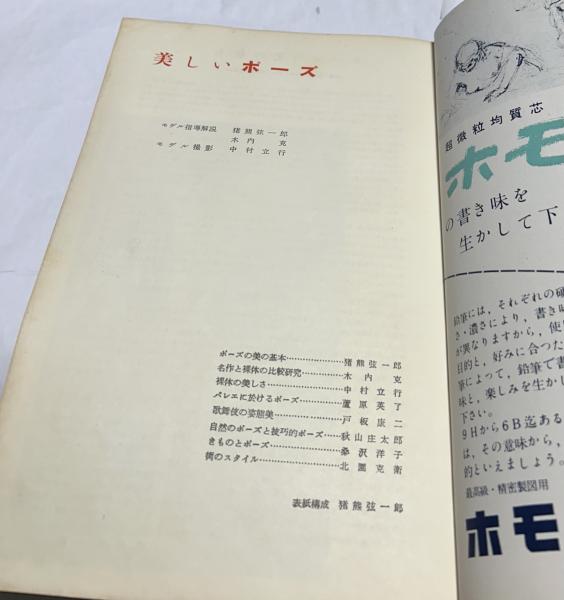 美しいポーズ
モデル指導解説 猪熊弦一郎
木内 克
モデル撮影 中村立行
ポーズの美の基本…………………猪熊弦一郎
名作と裸体の比較研究…………木内 克
裸体の美しさ……………………中村立行
バレエに於けるポーズ…………蘆原英了
歌舞伎の姿態美…………………戸板康二
自然のポーズと技巧的ポーズ……秋山庄太郎
きものとポーズ…………………桑沢洋子
街のスタイル……………………北園克衛
表紙構成 猪熊弦一郎
超微粒均質芯
ホモ
の書き味を
生かして下
鉛筆には，それぞれの硬
さ・濃さにより，書き味
が異なりますから，使用
目的と，好みに合った
筆によって，鉛筆で書
味と，楽しみを生かし
下さい。
9Hから6B迄ある
は，その意味から，
的といえましょう。
最高級・精密製図用
ホモ